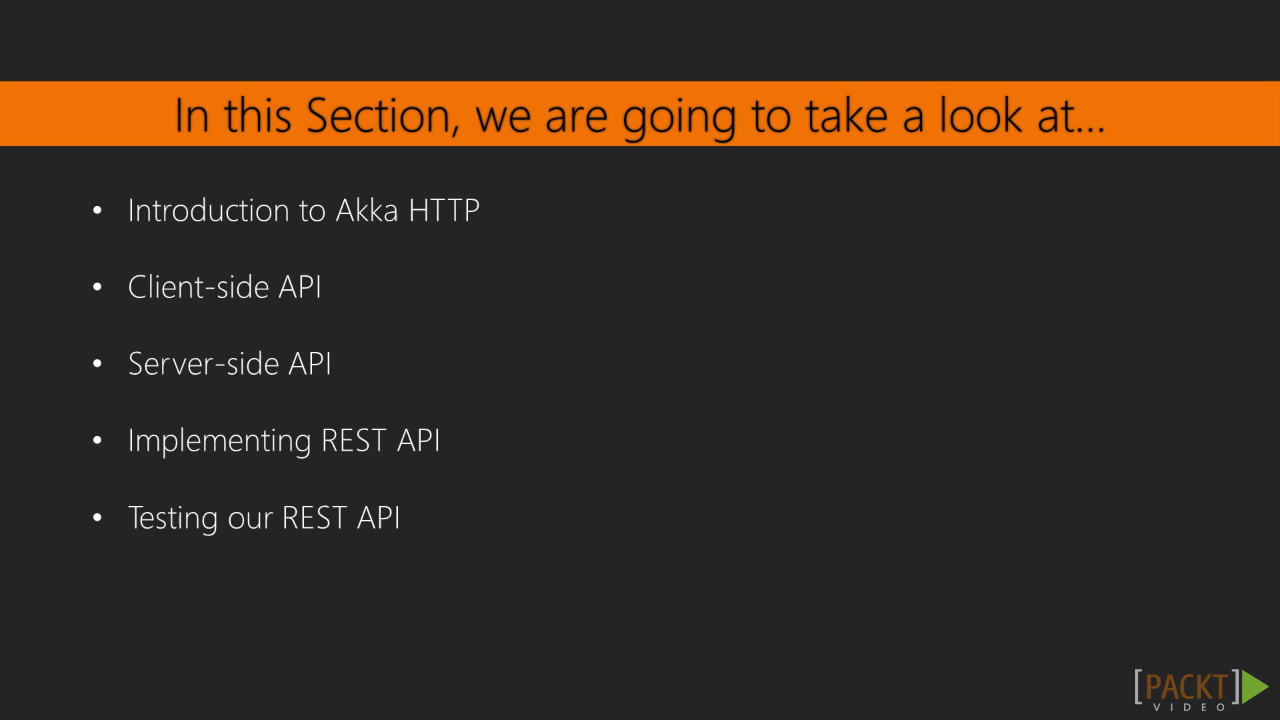 In this Section, we are going to take a look at...
• Introduction to Akka HTTP
• Client-side API
• Server-side API
• Implementing REST API
• Testing our REST API
[PACKT]
VIDEO